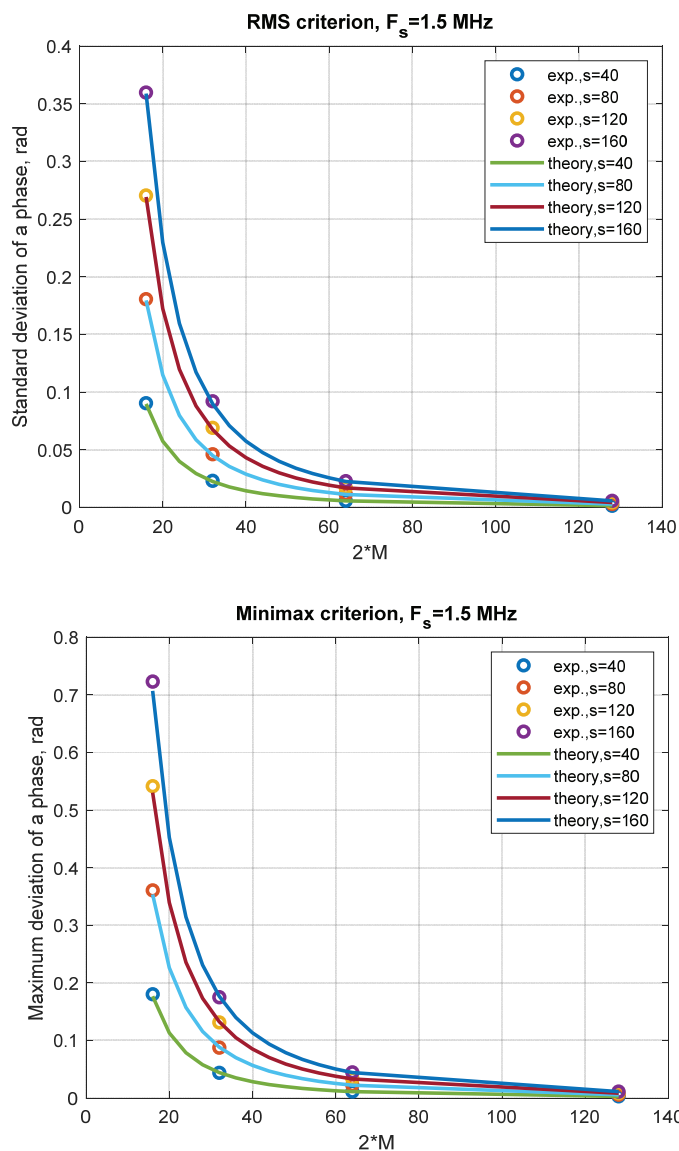 RMS criterion, Fs=1.5 MHz
0.4
0.35
0.3
0.25
0.2
0.15
0.1
0.05
0
Standard deviation of a phase, rad
exp.,s=40
exp.,s=80
exp.,s=120
exp.,s=160
theory,s=40
theory,s=80
theory,s=120
theory,s=160
0 20 40 60 80 100 120 140
2*M
Minimax criterion, Fs=1.5 MHz
0.8
0.7
0.6
0.5
0.4
0.3
0.2
0.1
0
Maximum deviation of a phase, rad
exp.,s=40
exp.,s=80
exp.,s=120
exp.,s=160
theory,s=40
theory,s=80
theory,s=120
theory,s=160
0 20 40 60 80 100 120 140
2*M